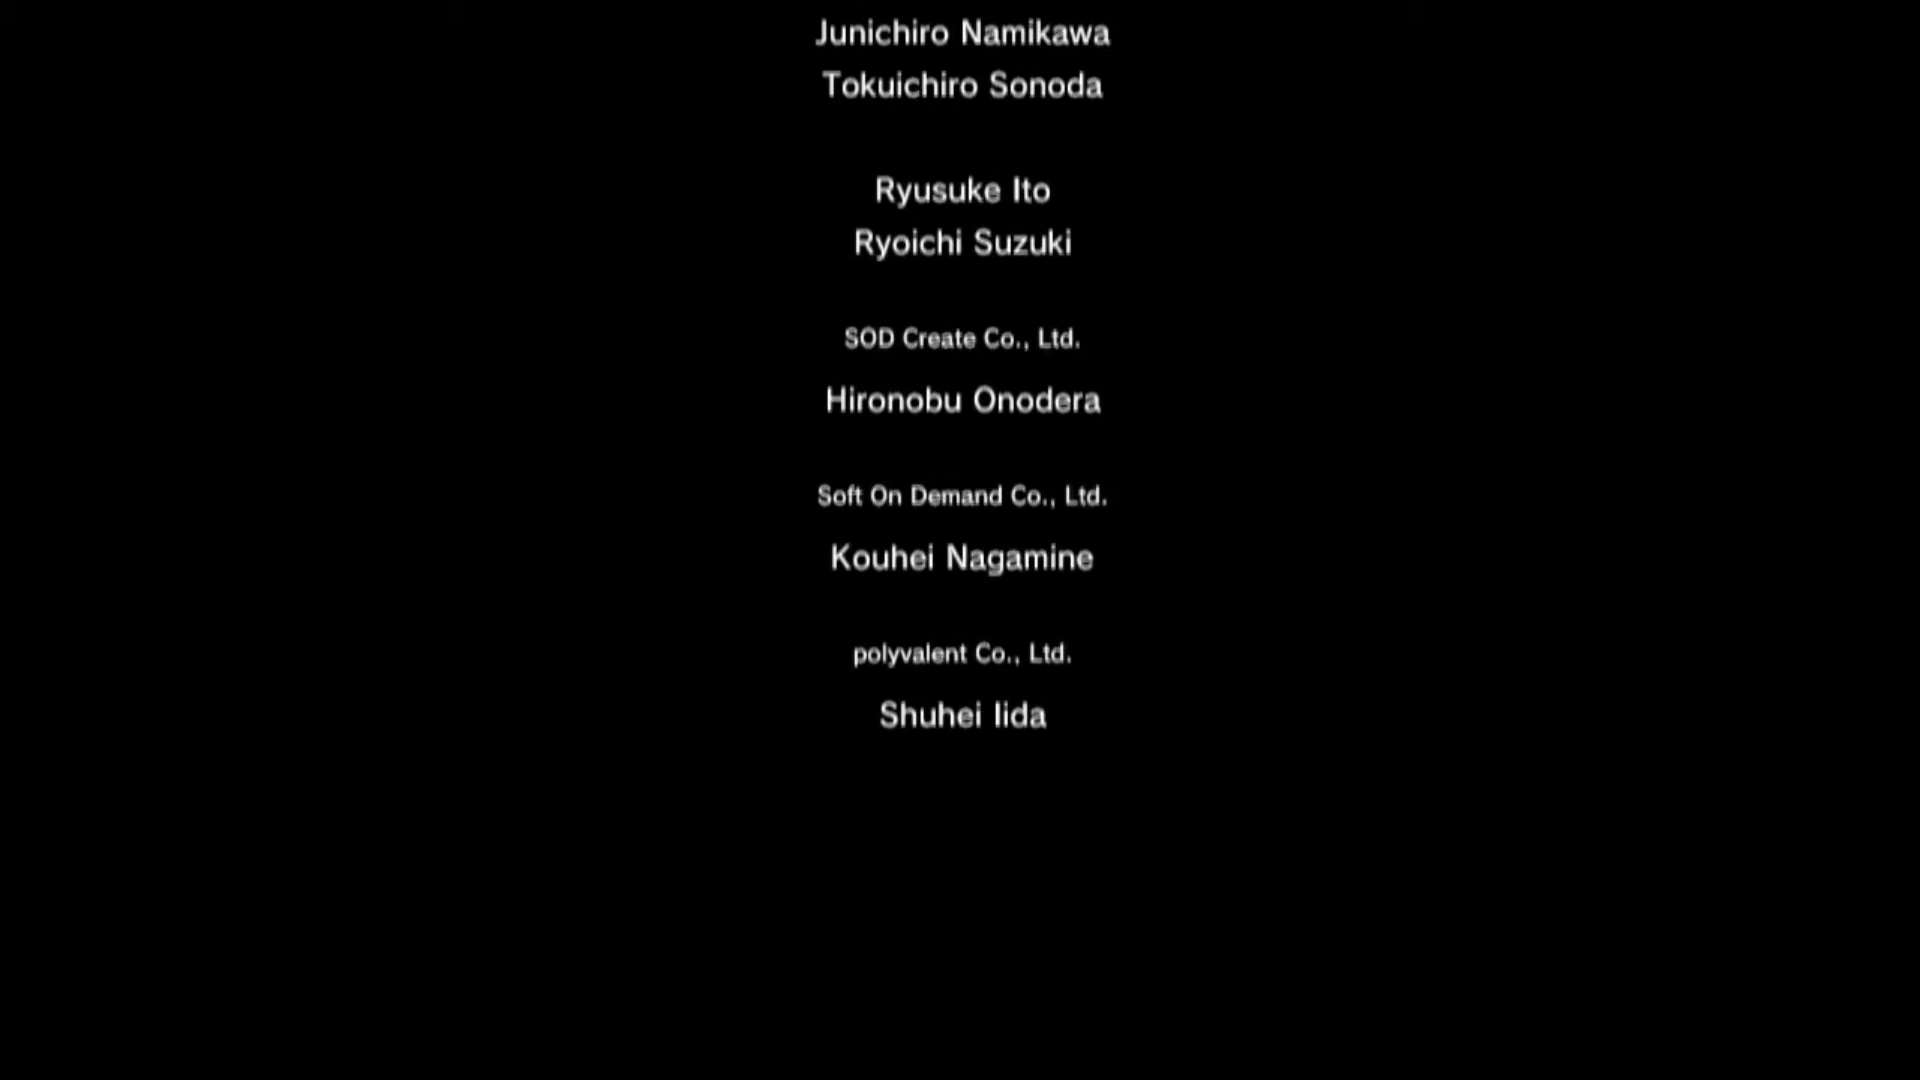 Junichiro Namikawa
Tokuichiro Sonoda
Ryusuke Ito
Ryoichi Suzuki
SOD Create Co., Ltd.
Hironobu Onodera
Soft On Demand Co., Ltd.
Kouhei Nagamine
polyvalent Co., Ltd.
Shuhei Iida